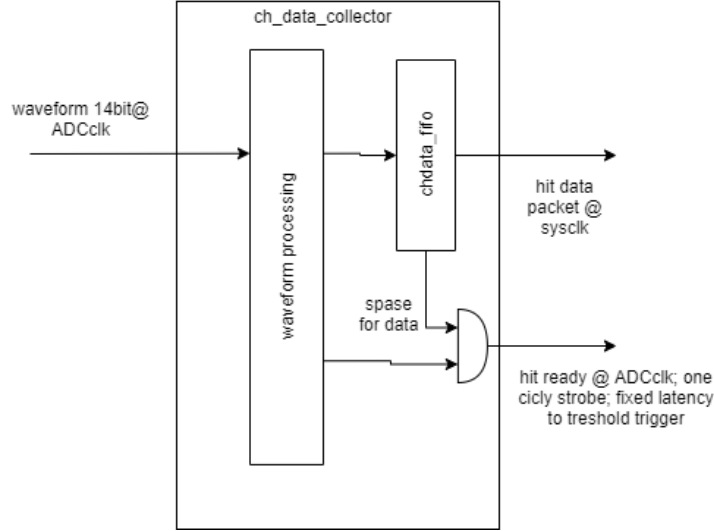 ch_data_collector
waveform 14bit@
ADCclk
waveform processing
chdata_fifo
hit data
packet @
sysclk
spase
for data
hit ready @ ADCclk; one
cicly strobe; fixed latency
to treshold trigger